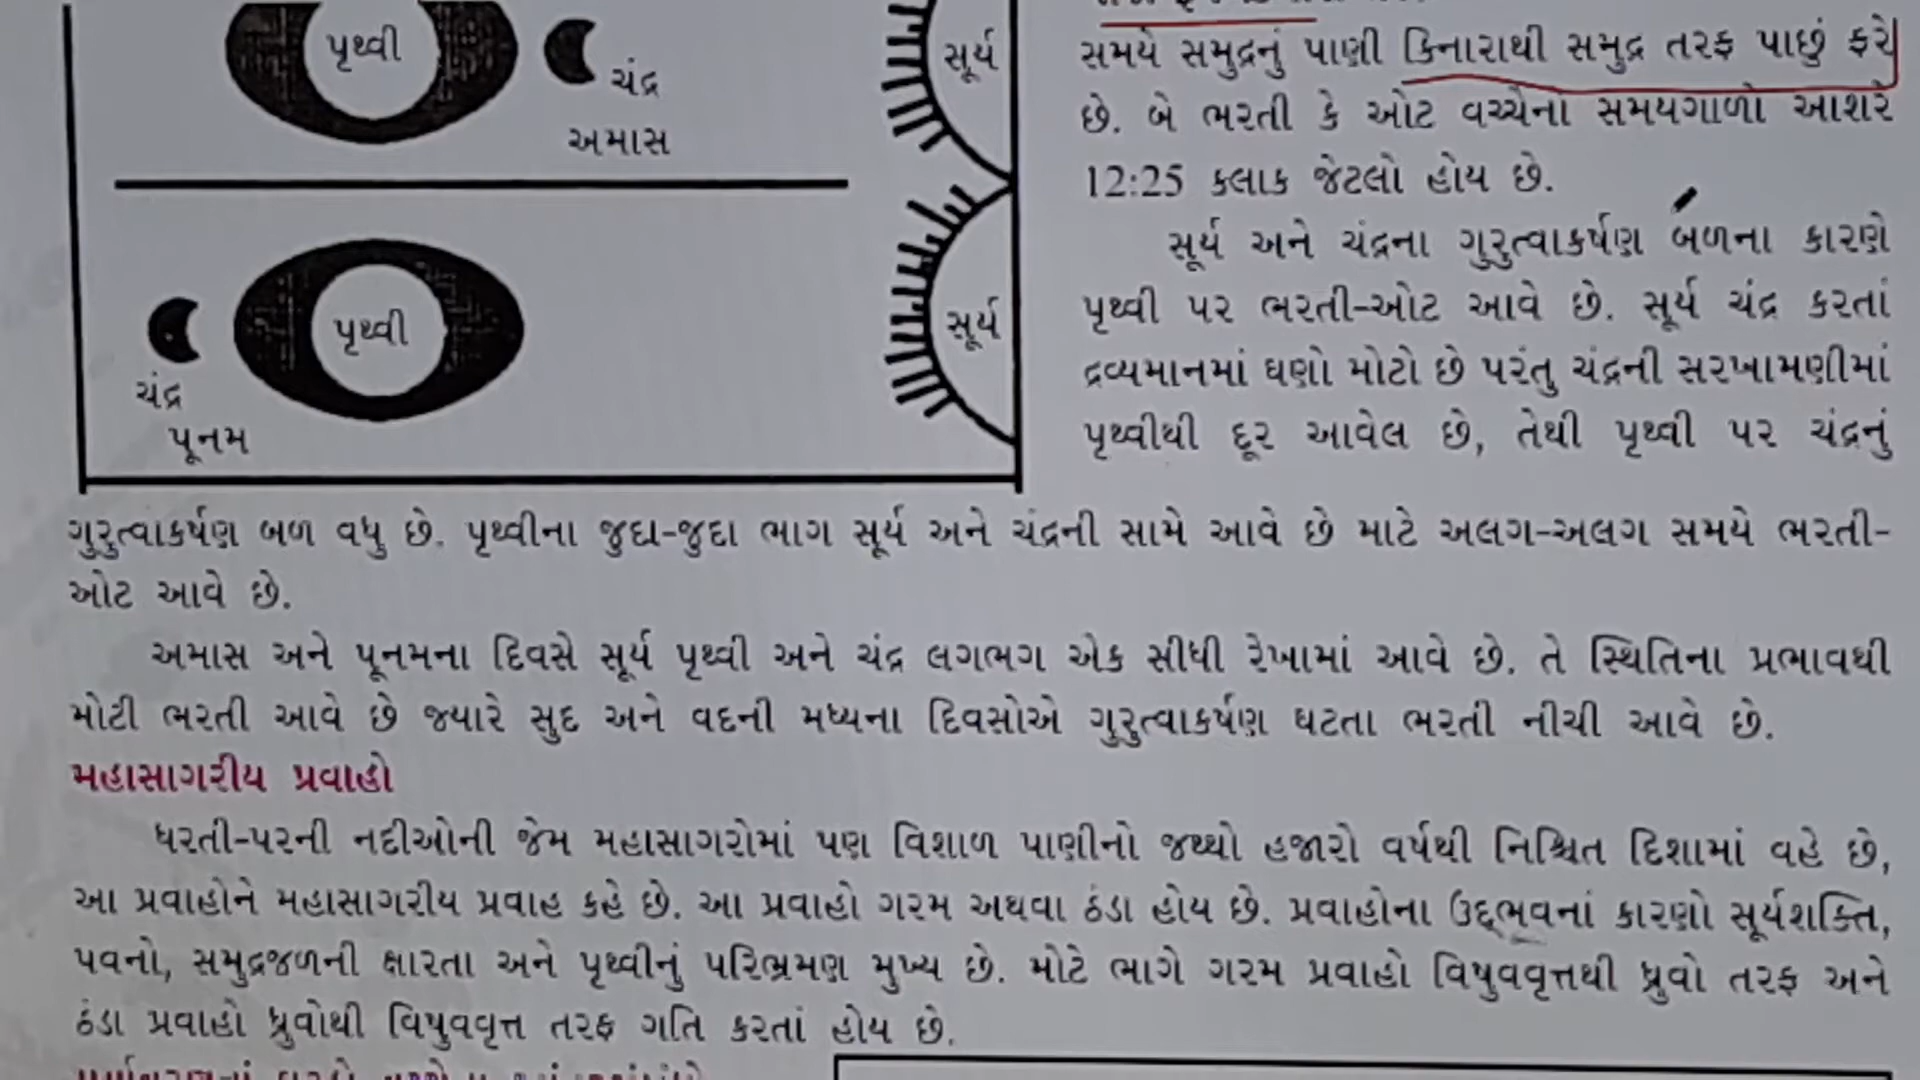 પૃથ્વી
ચંદ્ર
અમાસ
સૂર્ય
પૃથ્વી
ચંદ્ર
પૂનમ
સૂર્ય
સમયે સમુદ્રનું પાણી કિનારાથી સમુદ્ર તરફ પાછું ફરે
છે. બે ભરતી કે ઓટ વચ્ચેનો સમયગાળો આશરે
12:25 કલાક જેટલો હોય છે.
સૂર્ય અને ચંદ્રના ગુરુત્વાકર્ષણ બળના કારણે
પૃથ્વી પર ભરતી-ઓટ આવે છે. સૂર્ય ચંદ્ર કરતાં
દ્રવ્યમાનમાં ઘણો મોટો છે પરંતુ ચંદ્રની સરખામણીમાં
પૃથ્વીથી દૂર આવેલ છે, તેથી પૃથ્વી પર ચંદ્રનું
ગુરુત્વાકર્ષણ બળ વધુ છે. પૃથ્વીના જુદા-જુદા ભાગ સૂર્ય અને ચંદ્રની સામે આવે છે માટે અલગ-અલગ સમયે ભરતી-
ઓટ આવે છે.
અમાસ અને પૂનમના દિવસે સૂર્ય પૃથ્વી અને ચંદ્ર લગભગ એક સીધી રેખામાં આવે છે. તે સ્થિતિના પ્રભાવથી
મોટી ભરતી આવે છે જ્યારે સુદ અને વદની મધ્યના દિવસોએ ગુરુત્વાકર્ષણ ઘટતા ભરતી નીચી આવે છે.
મહાસાગરીય પ્રવાહો
ધરતી-પરની નદીઓની જેમ મહાસાગરોમાં પણ વિશાળ પાણીનો જથ્થો હજારો વર્ષથી નિશ્ચિત દિશામાં વહે છે,
આ પ્રવાહોને મહાસાગરીય પ્રવાહ કહે છે. આ પ્રવાહો ગરમ અથવા ઠંડા હોય છે. પ્રવાહોના ઉદ્ભવનાં કારણો સૂર્યશક્તિ,
પવનો, સમુદ્રજળની ક્ષારતા અને પૃથ્વીનું પરિભ્રમણ મુખ્ય છે. મોટે ભાગે ગરમ પ્રવાહો વિષુવવૃત્તથી ધ્રુવો તરફ અને
ઠંડા પ્રવાહો ધ્રુવોથી વિષુવવૃત્ત તરફ ગતિ કરતાં હોય છે.